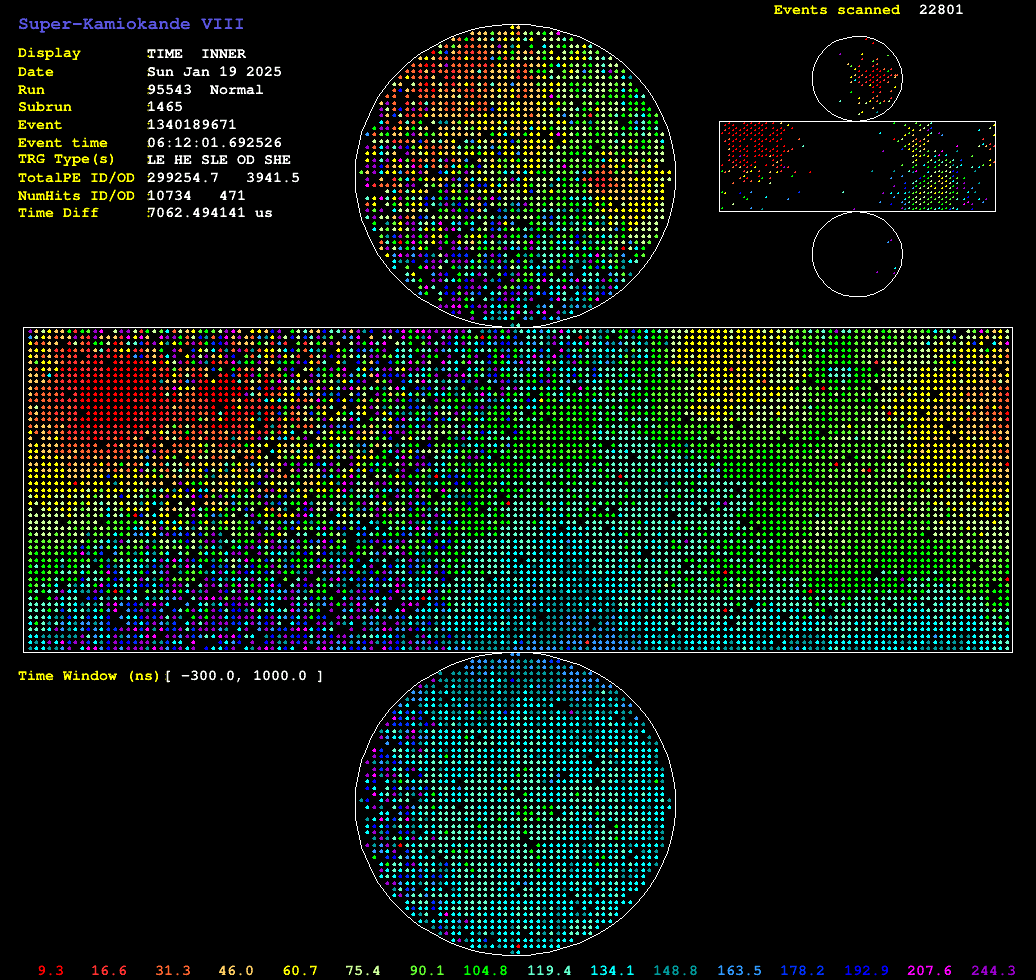 Super-Kamiokande VIII
Events scanned 22801
Display TIME INNER
Date Sun Jan 19 2025
Run 95543 Normal
Subrun 1465
Event 1340189671
Event time 06:12:01.692526
TRG Type(s) LE HE SLE OD SHE
TotalPE ID/OD 299254.7 3941.5
NumHits ID/OD 10734 471
Time Diff 7062.494141 us
Time Window (ns)[ -300.0, 1000.0 ]
9.3 16.6 31.3 46.0 60.7 75.4 90.1 104.8 119.4 134.1 148.8 163.5 178.2 192.9 207.6 244.3